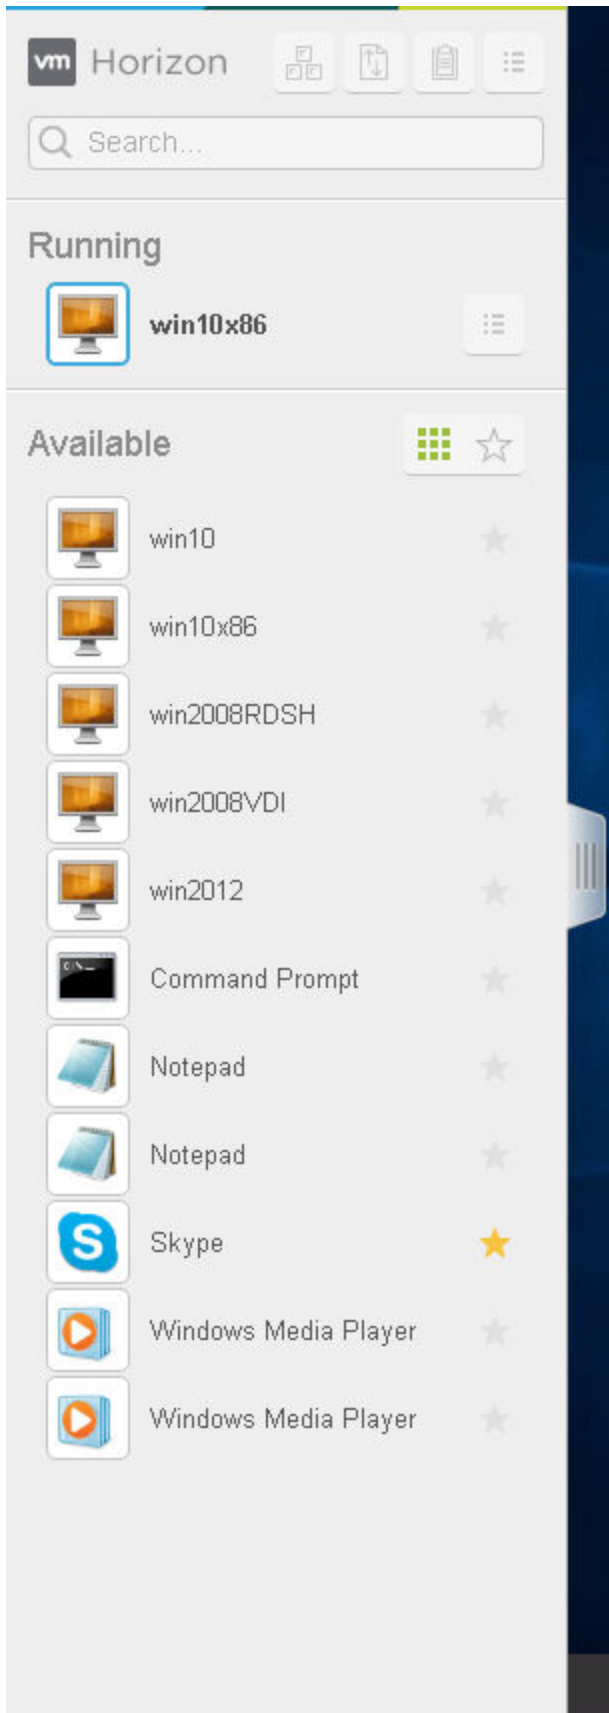 vm Horizon
Search...
Running
win10x86
Available
win10
win10x86
win2008RDSH
win2008VDI
win2012
Command Prompt
Notepad
Notepad
Skype
Windows Media Player
Windows Media Player